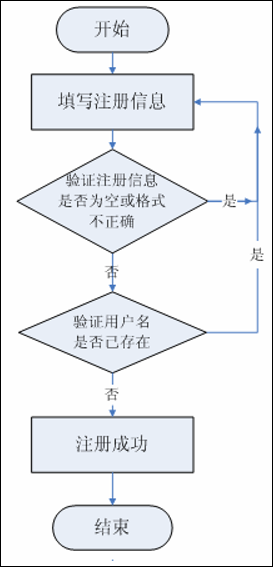 开始
填写注册信息
验证注册信息
是否为空或格式
不正确
是
否
是
验证用户名
是否已存在
否
注册成功
结束